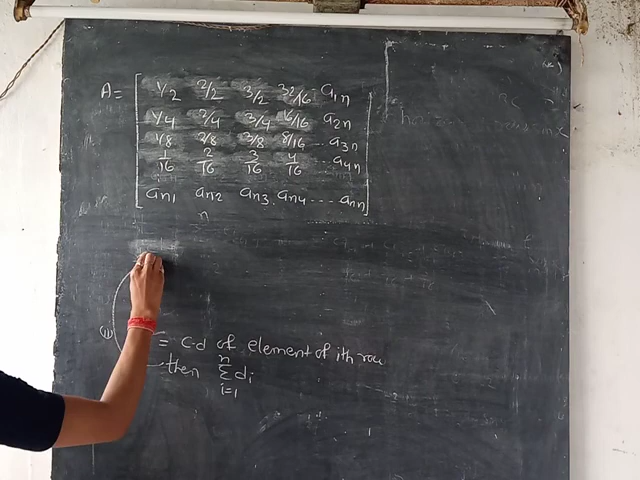 A = 1/2 2/2 3/2 32/16 a1n
1/4 2/4 3/4 16/16 a2n
1/8 2/8 3/8 8/16 ... a3n
1/16 2/16 3/16 4/16 ... a4n
an1 an2 an3 . an4 ... ann
n
(ii) = C.d of element of ith row
then n∑i=1 di